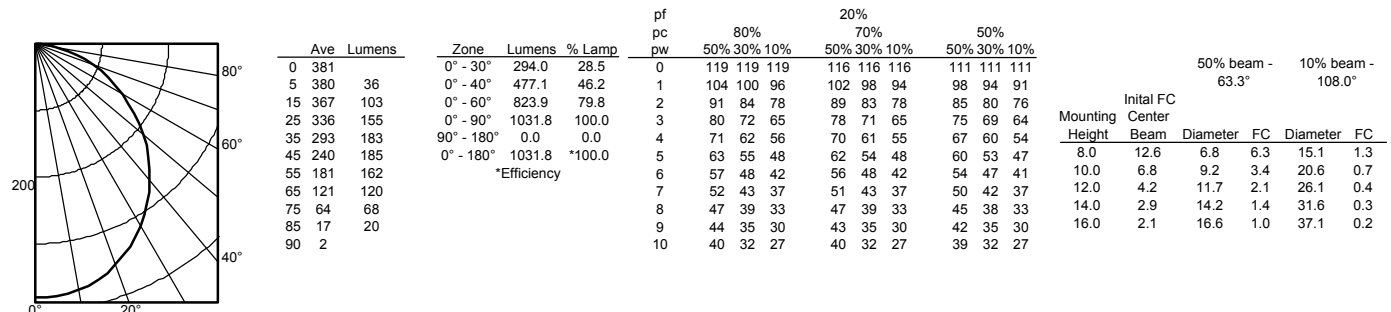 80°
60°
200
40°
0° 20°
Ave Lumens
0 381
5 380 36
15 367 103
25 336 155
35 293 183
45 240 185
55 181 162
65 121 120
75 64 68
85 17 20
90 2
Zone Lumens % Lamp
0° - 30° 294.0 28.5
0° - 40° 477.1 46.2
0° - 60° 823.9 79.8
0° - 90° 1031.8 100.0
90° - 180° 0.0 0.0
0° - 180° 1031.8 *100.0
*Efficiency
pf 20%
pc 80% 70% 50%
pw 50% 30% 10% 50% 30% 10% 50% 30% 10%
0 119 119 119 116 116 116 111 111 111
1 104 100 96 102 98 94 98 94 91
2 91 84 78 89 83 78 85 80 76
3 80 72 65 78 71 65 75 69 64
4 71 62 56 70 61 55 67 60 54
5 63 55 48 62 54 48 60 53 47
6 57 48 42 56 48 42 54 47 41
7 52 43 37 51 43 37 50 42 37
8 47 39 33 47 39 33 45 38 33
9 44 35 30 43 35 30 42 35 30
10 40 32 27 40 32 27 39 32 27
50% beam - 10% beam -
63.3° 108.0°
Inital FC
Mounting Center
Height Beam Diameter FC Diameter FC
8.0 12.6 6.8 6.3 15.1 1.3
10.0 6.8 9.2 3.4 20.6 0.7
12.0 4.2 11.7 2.1 26.1 0.4
14.0 2.9 14.2 1.4 31.6 0.3
16.0 2.1 16.6 1.0 37.1 0.2